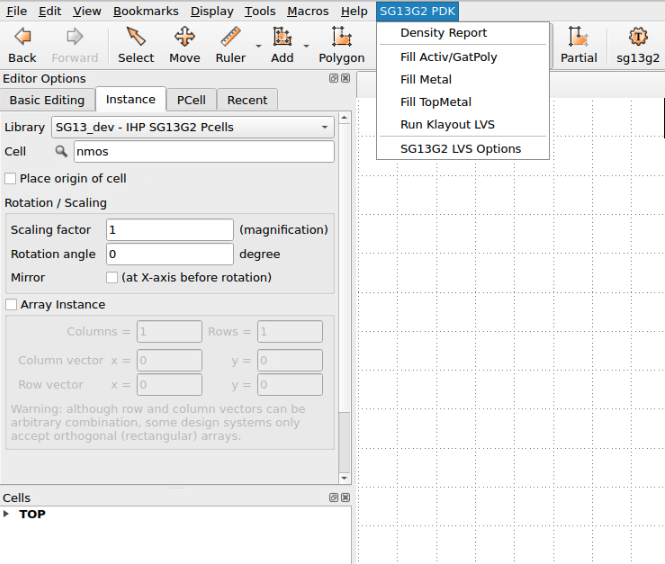 File Edit View Bookmarks Display Tools Macros Help SG13G2 PDK
Density Report
Fill Activ/GatPoly
Fill Metal
Fill TopMetal
Run Klayout LVS
SG13G2 LVS Options
Back Forward Select Move Ruler Add Polygon Partial sg13g2
Editor Options
Basic Editing Instance PCell Recent
Library SG13_dev - IHP SG13G2 Pcells
Cell nmos
Place origin of cell
Rotation / Scaling
Scaling factor 1 (magnification)
Rotation angle 0 degree
Mirror (at X-axis before rotation)
Array Instance
Columns = 1 Rows = 1
Column vector x = 0 y = 0
Row vector x = 0 y = 0
Warning: although row and column vectors can be
arbitrary combination, some design systems only
accept orthogonal (rectangular) arrays.
Cells
TOP